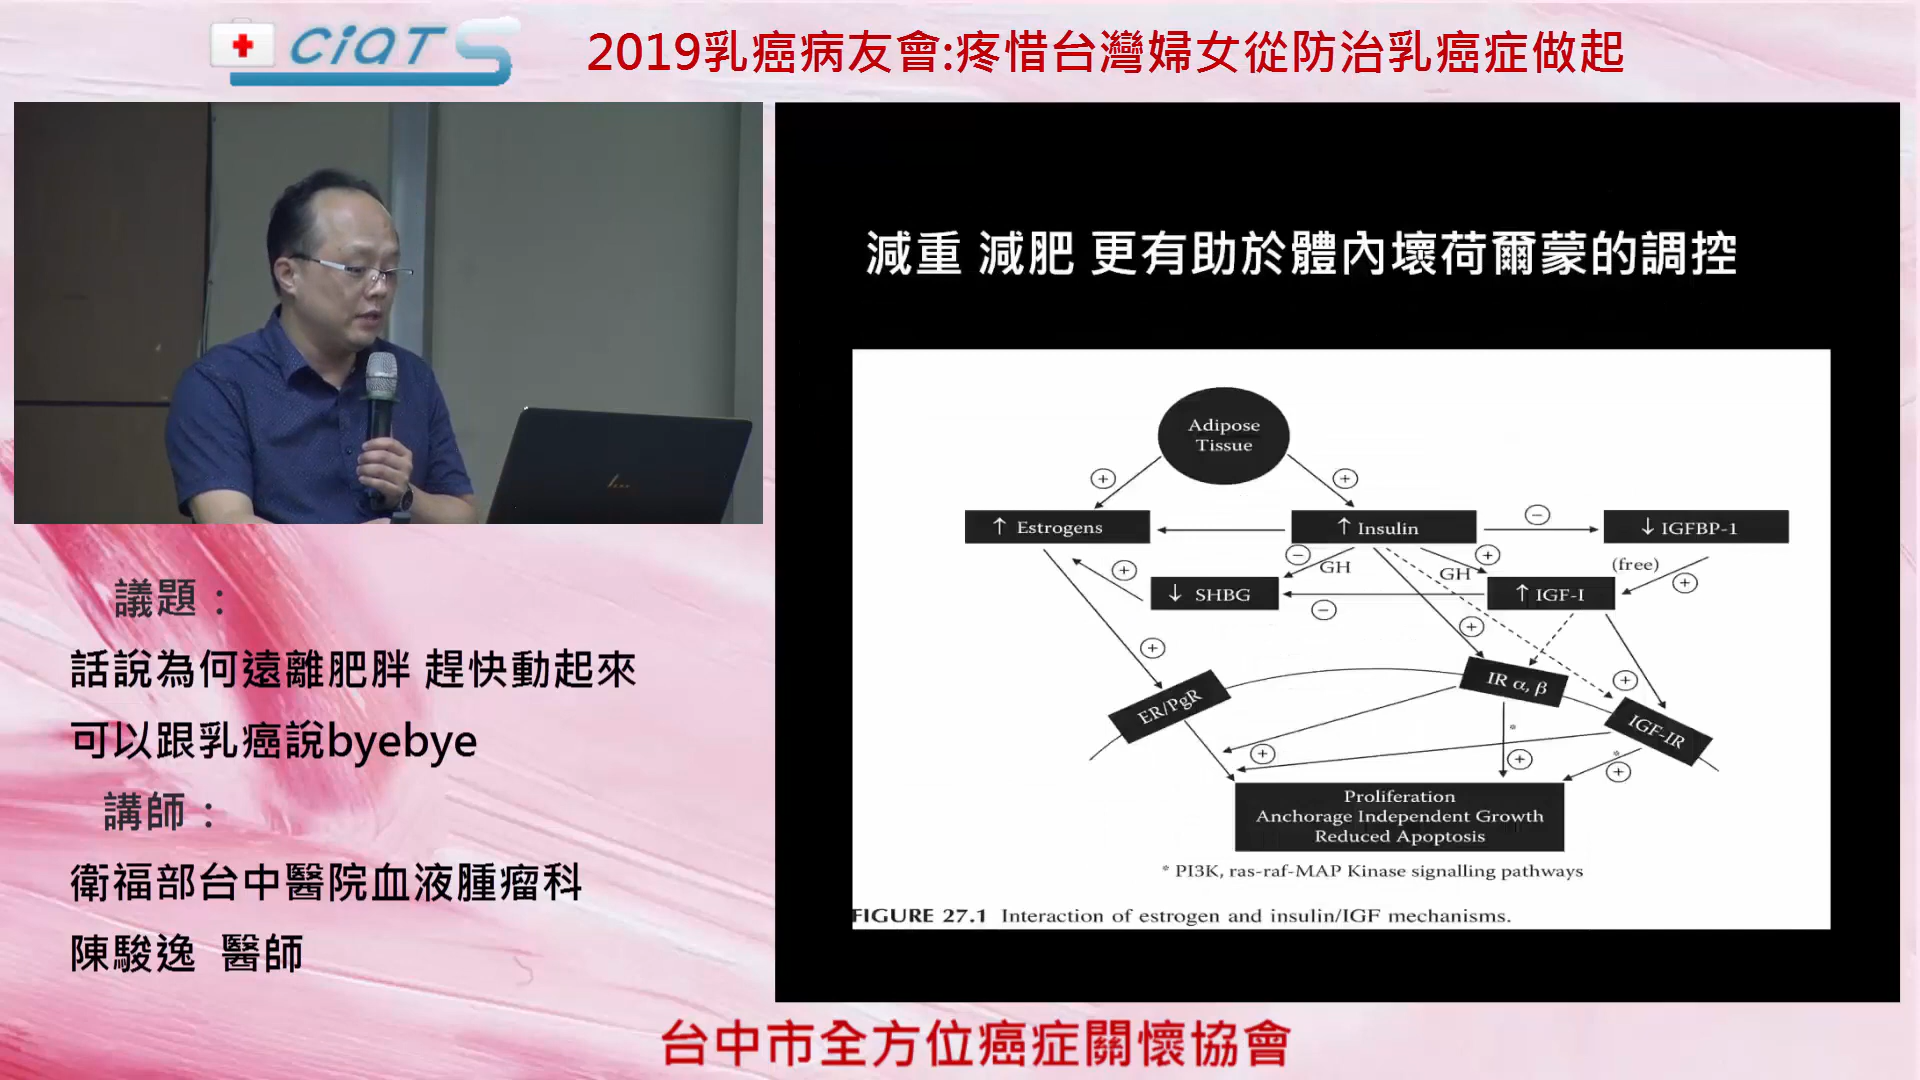 ciaTS
2019乳癌病友會:疼惜台灣婦女從防治乳癌症做起
減重 減肥 更有助於體內壞荷爾蒙的調控
Adipose
Tissue
+
+
↑ Estrogens
↑ Insulin
−
↓ IGFBP-1
+
−
GH
GH
+
(free)
+
↓ SHBG
−
↑ IGF-I
+
+
+
ER/PgR
IR α, β
IGF-IR
+
*
+
*
+
Proliferation
Anchorage Independent Growth
Reduced Apoptosis
* PI3K, ras-raf-MAP Kinase signalling pathways
FIGURE 27.1 Interaction of estrogen and insulin/IGF mechanisms.
議題：
話說為何遠離肥胖 趕快動起來
可以跟乳癌說byebye
講師：
衛福部台中醫院血液腫瘤科
陳駿逸 醫師
台中市全方位癌症關懷協會